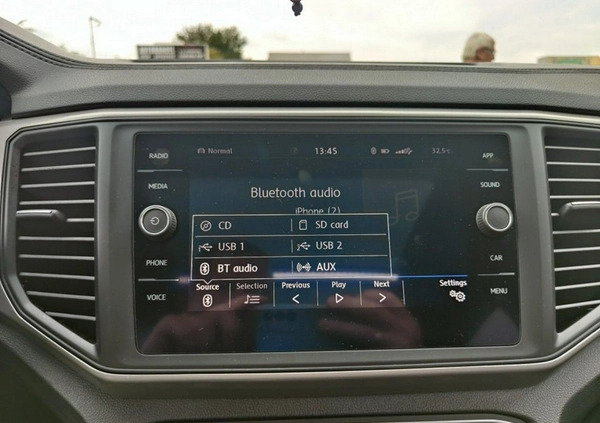 RADIO
Normál
13:45
32.5°c
APP
MEDIA
SOUND
Bluetooth audio
iPhone (2)
CD
SD card
USB 1
USB 2
BT audio
AUX
PHONE
CAR
VOICE
MENU
Source
Selection
Previous
Play
Next
Settings